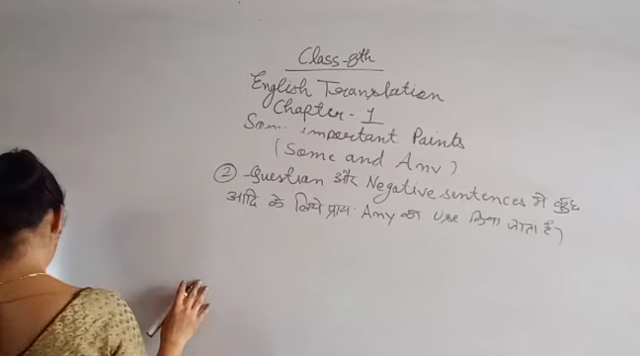 Class-8th
English Translation
Chapter - 1
Some important Points
(Some and Any)
(2) Question और Negative sentences में कुछ
आदि के लिये प्रायः Any का Use किया जाता है।